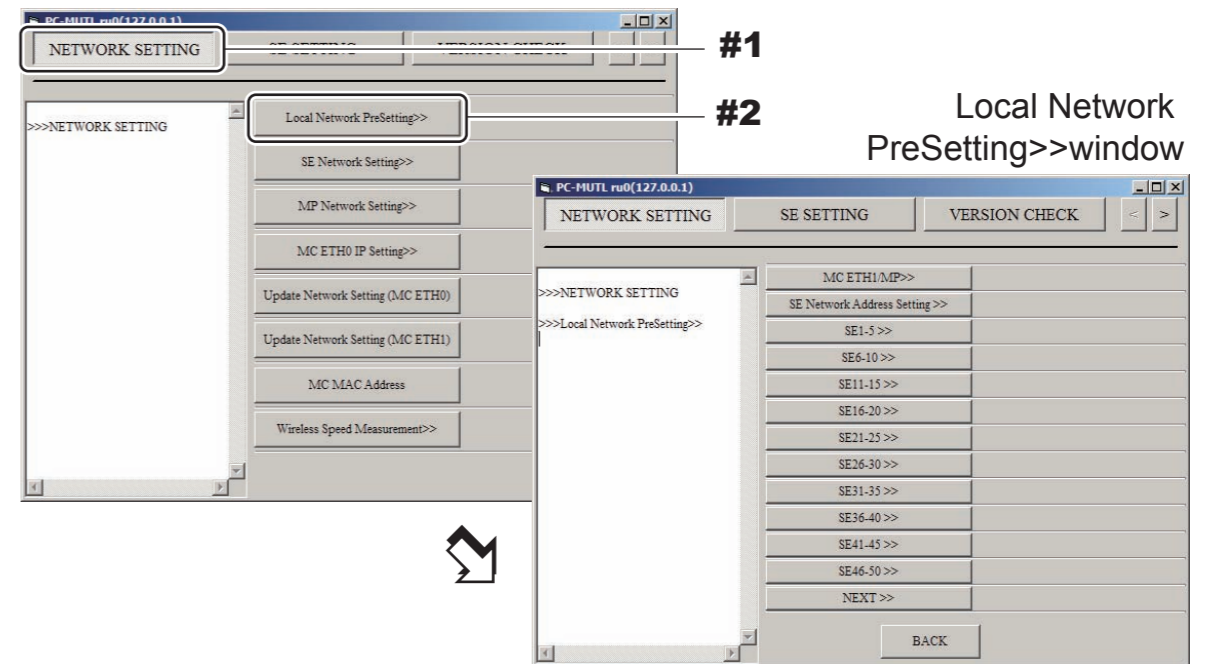 PC-MUTL ru0(127.0.0.1)
NETWORK SETTING
SE SETTING
VERSION CHECK
#1
>>>NETWORK SETTING
Local Network PreSetting>>
#2
SE Network Setting>>
MP Network Setting>>
MC ETH0 IP Setting>>
Update Network Setting (MC ETH0)
Update Network Setting (MC ETH1)
MC MAC Address
Wireless Speed Measurement>>
Local Network
PreSetting>>window
PC-MUTL ru0(127.0.0.1)
NETWORK SETTING
SE SETTING
VERSION CHECK
< >
>>>NETWORK SETTING
>>>Local Network PreSetting>>
MC ETH1/MP>>
SE Network Address Setting >>
SE1-5 >>
SE6-10 >>
SE11-15 >>
SE16-20 >>
SE21-25 >>
SE26-30 >>
SE31-35 >>
SE36-40 >>
SE41-45 >>
SE46-50 >>
NEXT >>
BACK